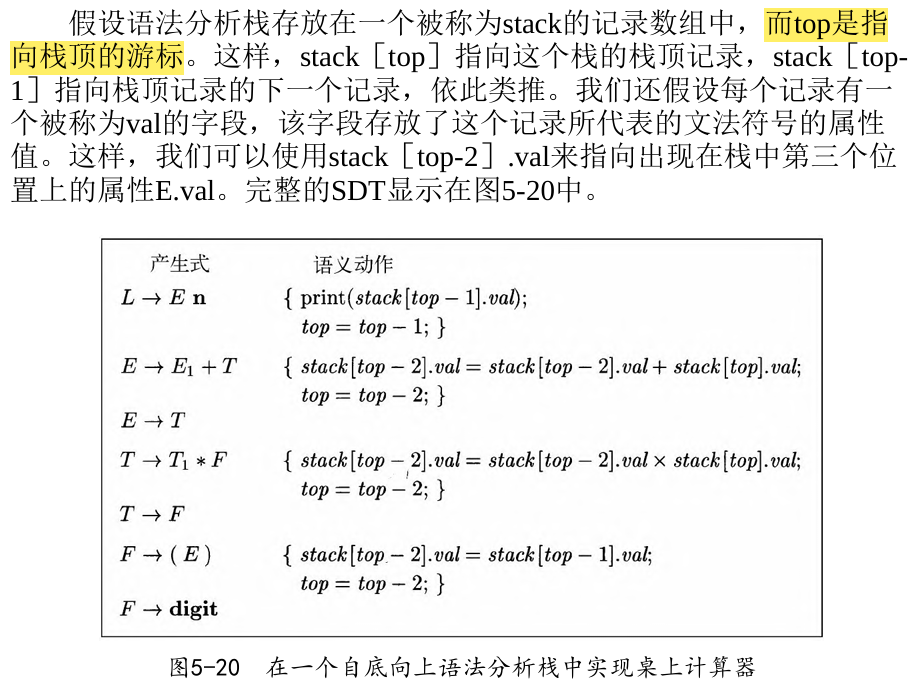 假设语法分析栈存放在一个被称为stack的记录数组中，而top是指
向栈顶的游标。这样，stack［top］指向这个栈的栈顶记录，stack［top-
1］指向栈顶记录的下一个记录，依此类推。我们还假设每个记录有一
个被称为val的字段，该字段存放了这个记录所代表的文法符号的属性
值。这样，我们可以使用stack［top-2］.val来指向出现在栈中第三个位
置上的属性E.val。完整的SDT显示在图5-20中。
产生式 语义动作
L → E n { print(stack[top − 1].val);
top = top − 1; }
E → E₁ + T { stack[top − 2].val = stack[top − 2].val + stack[top].val;
top = top − 2; }
E → T
T → T₁ * F { stack[top − 2].val = stack[top − 2].val × stack[top].val;
top = top − 2; }
T → F
F → ( E ) { stack[top − 2].val = stack[top − 1].val;
top = top − 2; }
F → digit
图5-20 在一个自底向上语法分析栈中实现桌上计算器